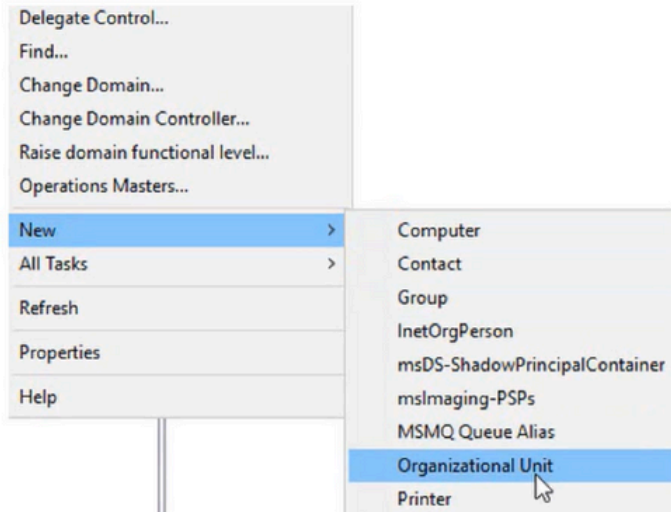 Delegate Control...
Find...
Change Domain...
Change Domain Controller...
Raise domain functional level...
Operations Masters...
New
All Tasks
Refresh
Properties
Help
Computer
Contact
Group
InetOrgPerson
msDS-ShadowPrincipalContainer
msImaging-PSPs
MSMQ Queue Alias
Organizational Unit
Printer